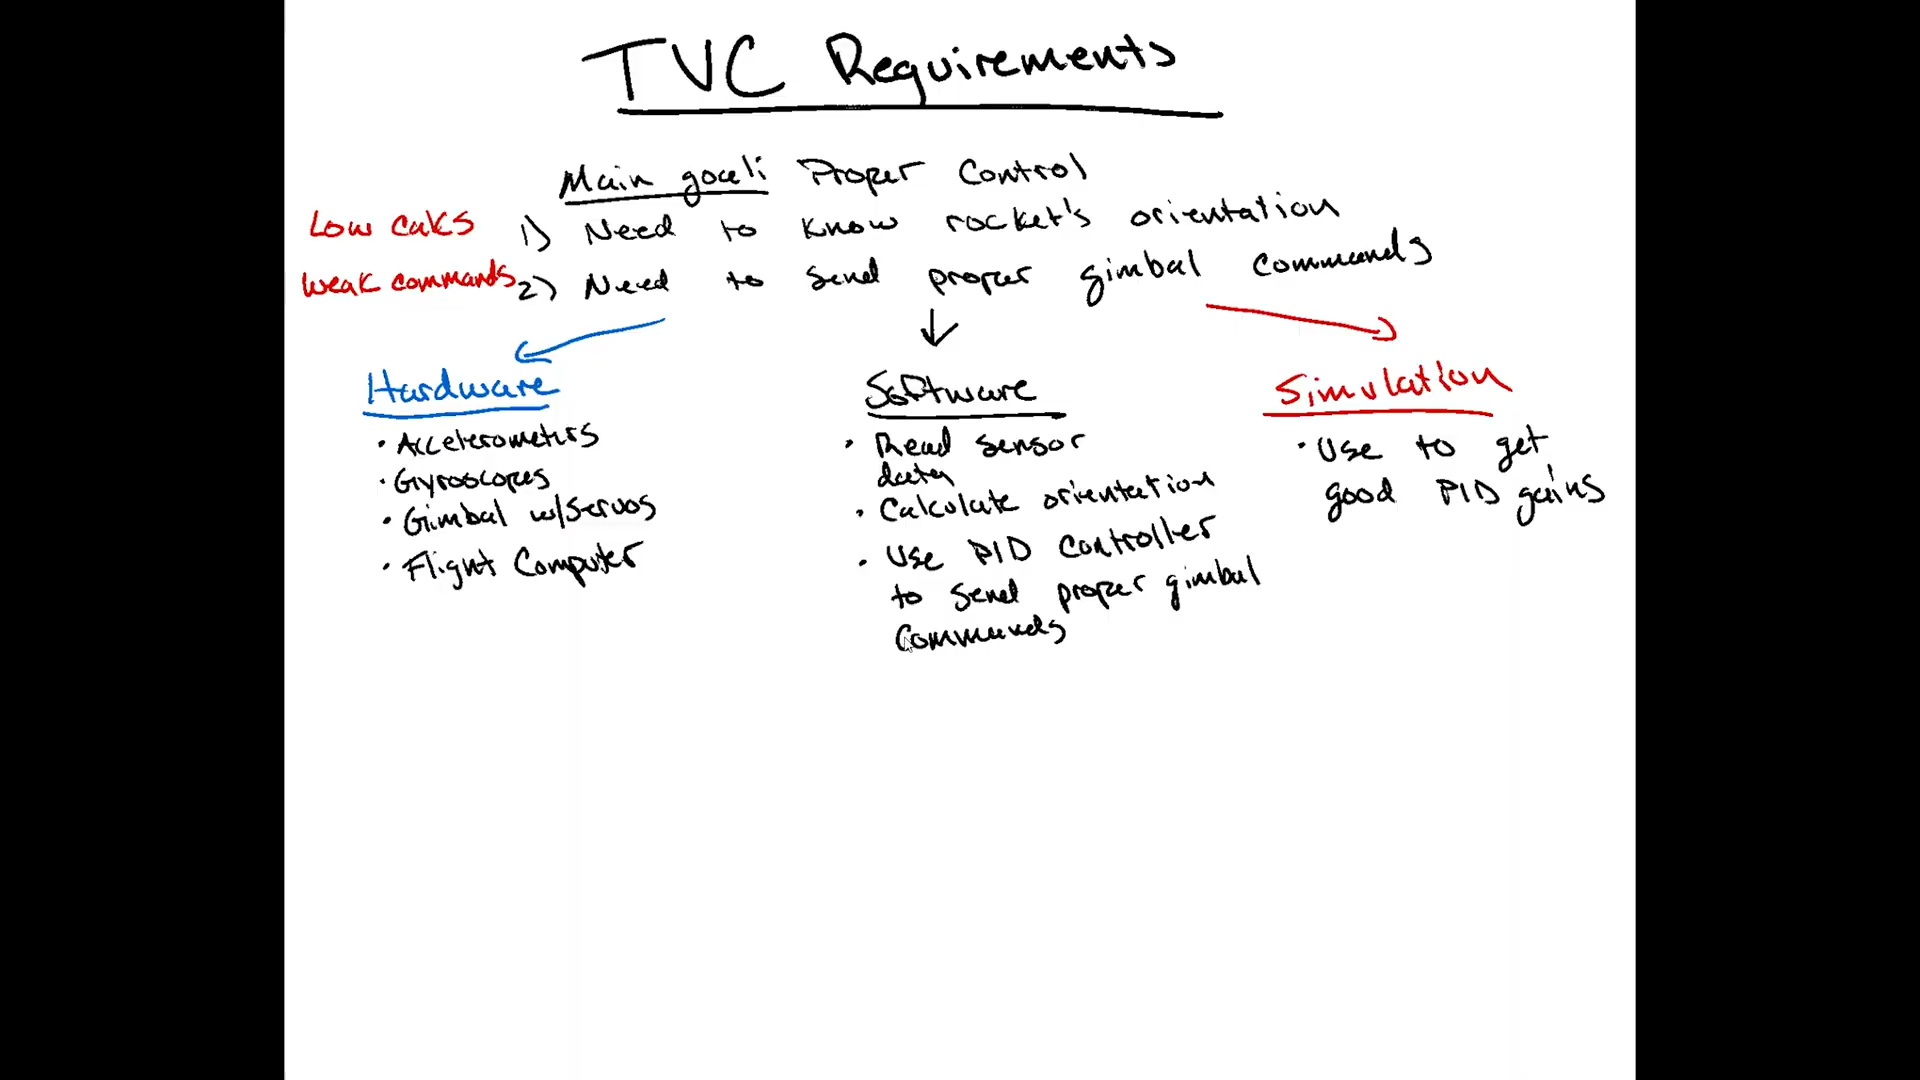 TVC Requirements
Main goal: Proper Control
Low calcs 1) Need to know rocket's orientation
Weak commands 2) Need to send proper gimbal commands
Hardware
• Accelerometers
• Gyroscopes
• Gimbal w/servos
• Flight Computer
Software
• Read sensor
data
• Calculate orientation
• Use PID Controller
to send proper gimbal
Commands
Simulation
• Use to get
good PID gains